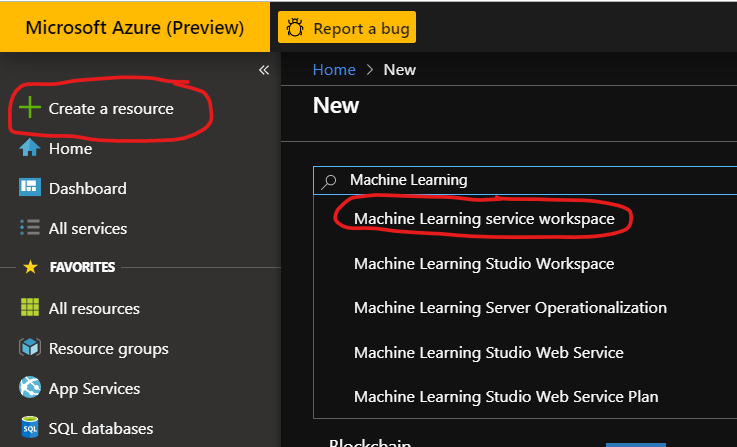 Microsoft Azure (Preview)
Report a bug
«
Create a resource
Home
Dashboard
All services
FAVORITES
All resources
Resource groups
App Services
SQL
SQL databases
Home > New
New
Machine Learning
Machine Learning service workspace
Machine Learning Studio Workspace
Machine Learning Server Operationalization
Machine Learning Studio Web Service
Machine Learning Studio Web Service Plan
Blockchain